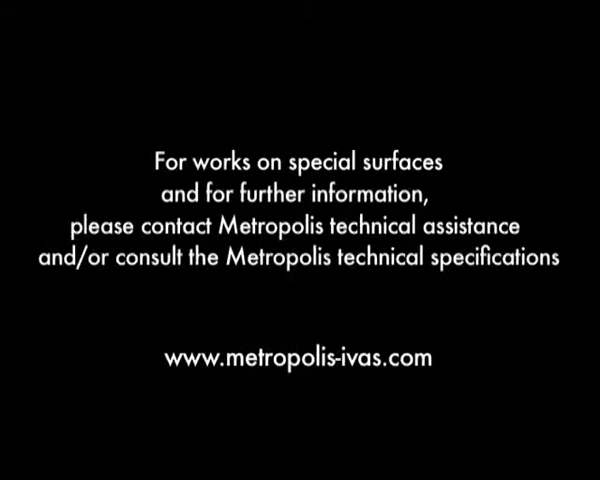 For works on special surfaces
and for further information,
please contact Metropolis technical assistance
and/or consult the Metropolis technical specifications
www.metropolis-ivas.com